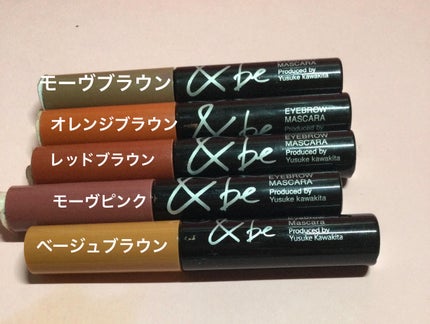 モーヴブラウン
&be
MASCARA
Produced by
Yusuke Kawakita
オレンジブラウン
&be
EYEBROW
MASCARA
Produced by
レッドブラウン
&be
EYEBROW
MASCARA
Produced by
Yusuke Kawakita
モーヴピンク
&be
EYEBROW
MASCARA
Produced by
Yusuke Kawakita
ベージュブラウン
&be
EYEBROW
MASCARA
Produced by
Yusuke Kawakita